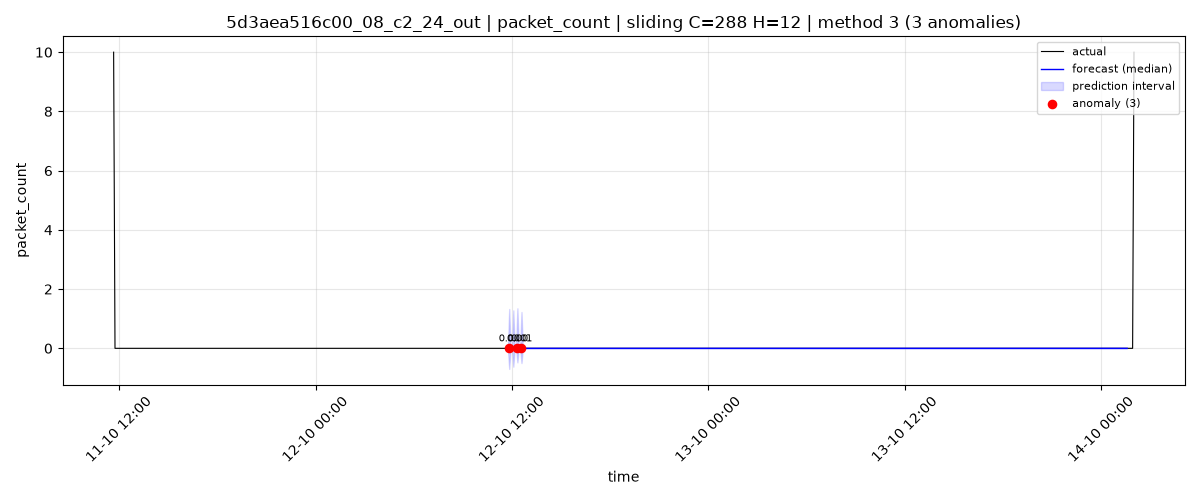 5d3aea516c00_08_c2_24_out | packet_count | sliding C=288 H=12 | method 3 (3 anomalies)
actual
forecast (median)
prediction interval
anomaly (3)
packet_count
10
8
6
4
2
0
11-10 12:00
12-10 00:00
12-10 12:00
13-10 00:00
13-10 12:00
14-10 00:00
time